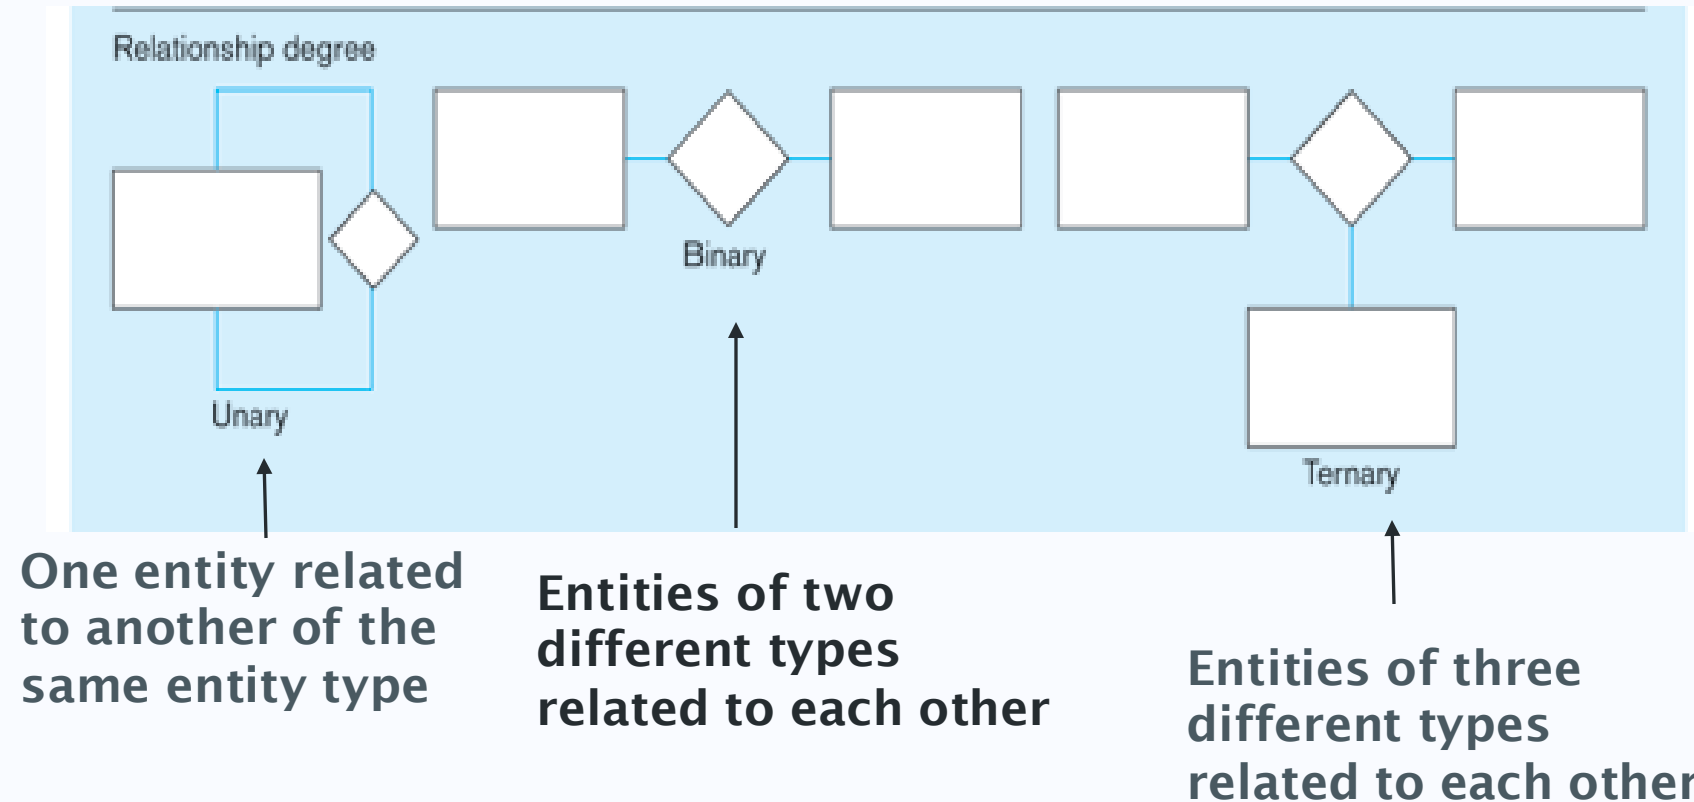 Relationship degree
Binary
Unary
Ternary
One entity related
to another of the
same entity type
Entities of two
different types
related to each other
Entities of three
different types
related to each other